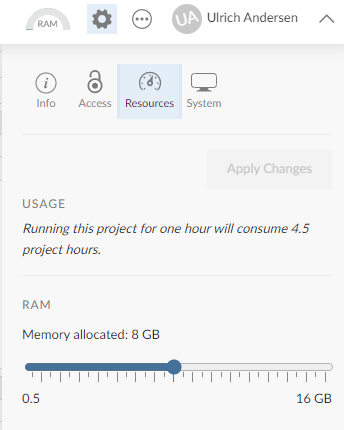 RAM
UA Ulrich Andersen
Info Access Resources System
Apply Changes
USAGE
Running this project for one hour will consume 4.5
project hours.
RAM
Memory allocated: 8 GB
0.5 16 GB